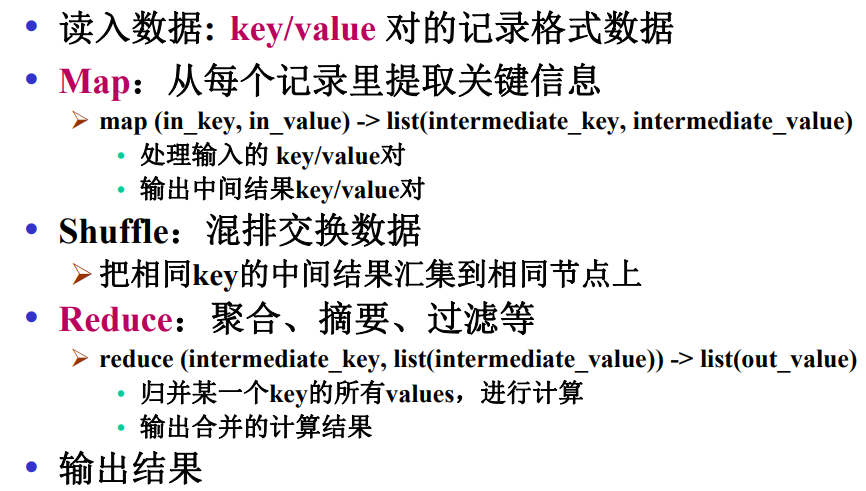 • 读入数据: key/value 对的记录格式数据
• Map：从每个记录里提取关键信息
➢ map (in_key, in_value) -> list(intermediate_key, intermediate_value)
• 处理输入的 key/value对
• 输出中间结果key/value对
• Shuffle：混排交换数据
➢ 把相同key的中间结果汇集到相同节点上
• Reduce：聚合、摘要、过滤等
➢ reduce (intermediate_key, list(intermediate_value)) -> list(out_value)
• 归并某一个key的所有values，进行计算
• 输出合并的计算结果
• 输出结果